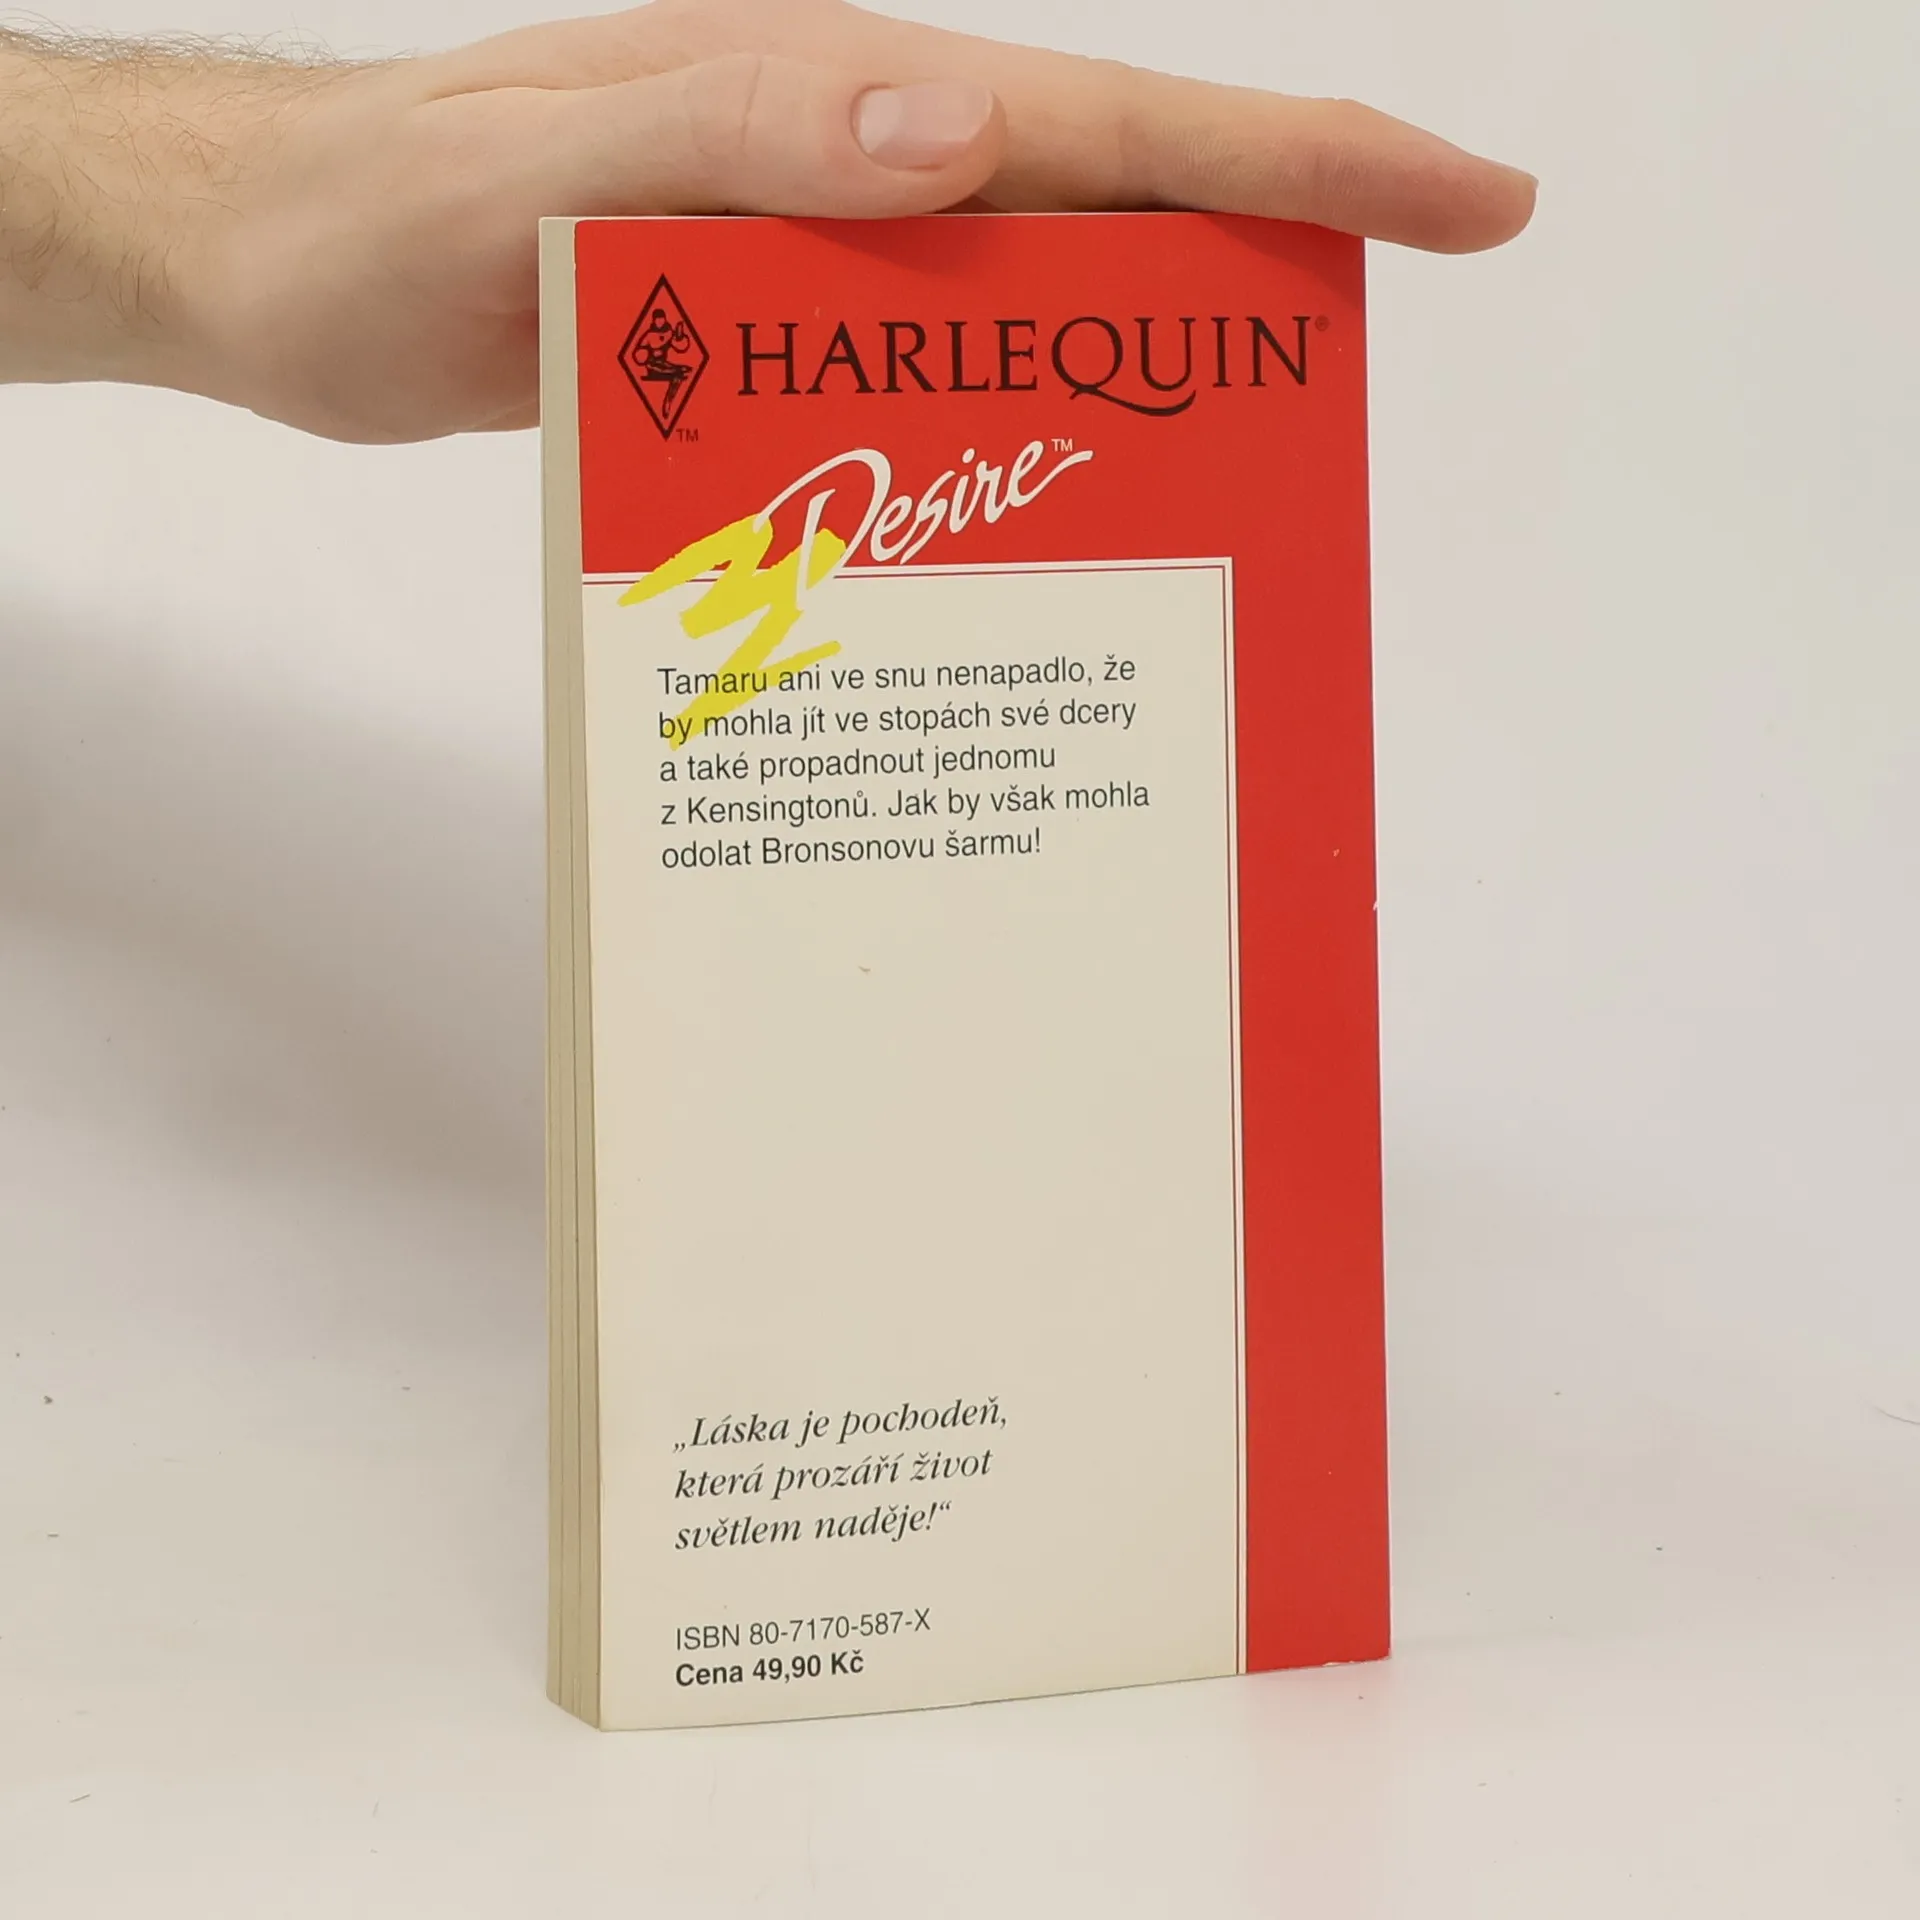 HARLEQUIN®
TM
Desire™
Tamaru ani ve snu nenapadlo, že
by mohla jít ve stopách své dcery
a také propadnout jednomu
z Kensingtonů. Jak by však mohla
odolat Bronsonovu šarmu!
„Láska je pochodeň,
která prozáří život
světlem naděje!“
ISBN 80-7170-587-X
Cena 49,90 Kč